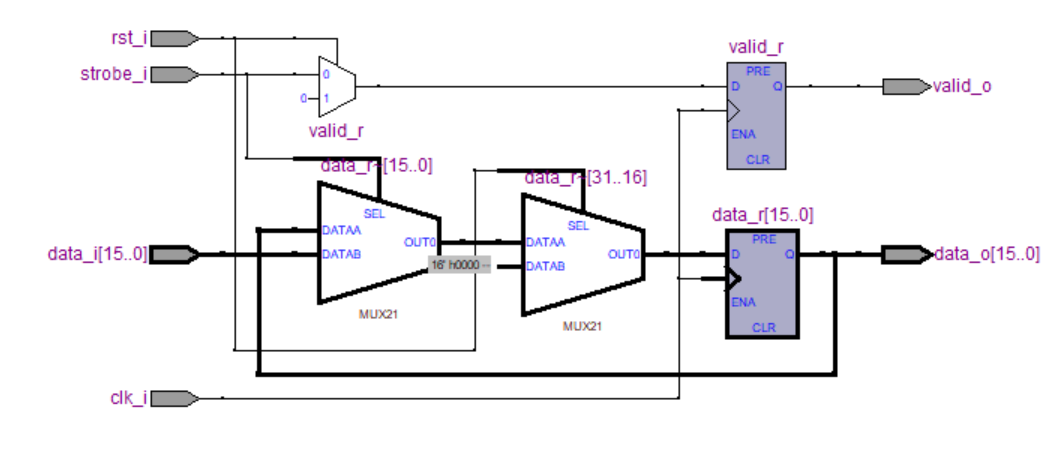 rst_i
strobe_i
0
0
1
valid_r
valid_r
PRE
D
Q
ENA
CLR
valid_o
data_r~[15..0]
SEL
DATAA
DATAB
OUT0
MUX21
data_i[15..0]
data_r~[31..16]
SEL
DATAA
DATAB
OUT0
16' h0000 --
MUX21
data_r[15..0]
PRE
D
Q
ENA
CLR
data_o[15..0]
clk_i